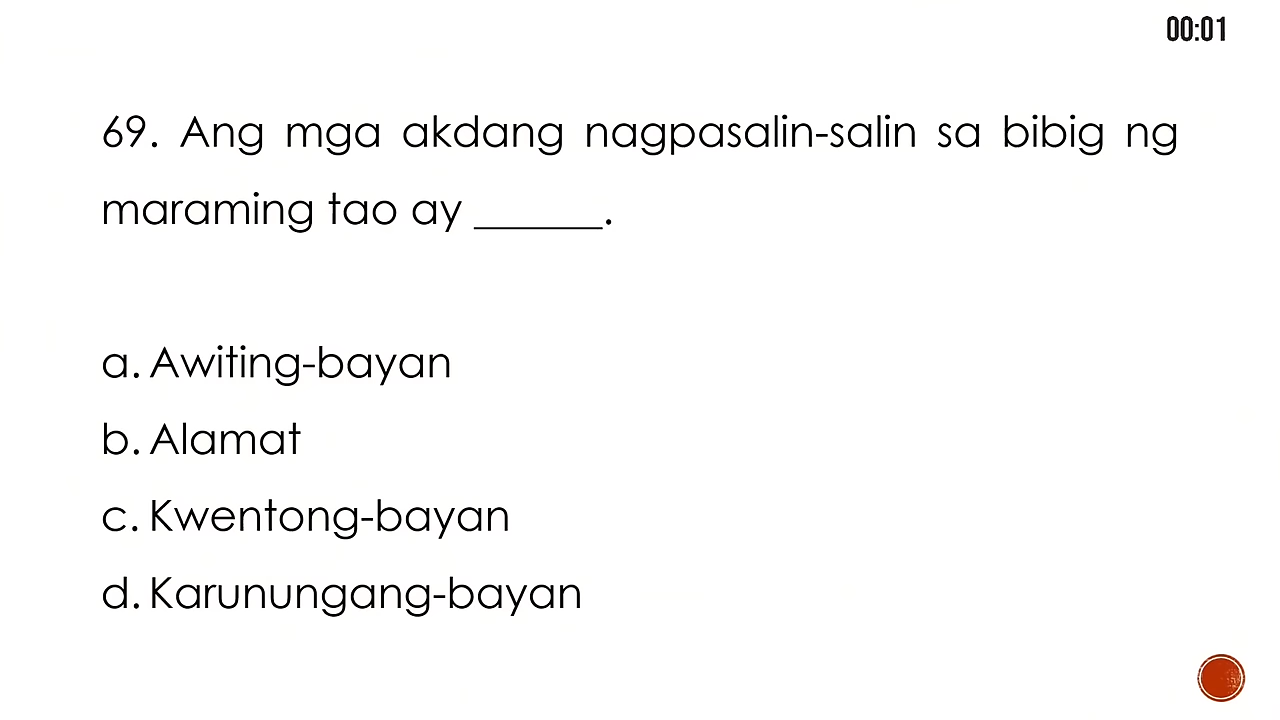 00:01
69. Ang mga akdang nagpasalin-salin sa bibig ng
maraming tao ay ______.
a. Awiting-bayan
b. Alamat
c. Kwentong-bayan
d. Karunungang-bayan